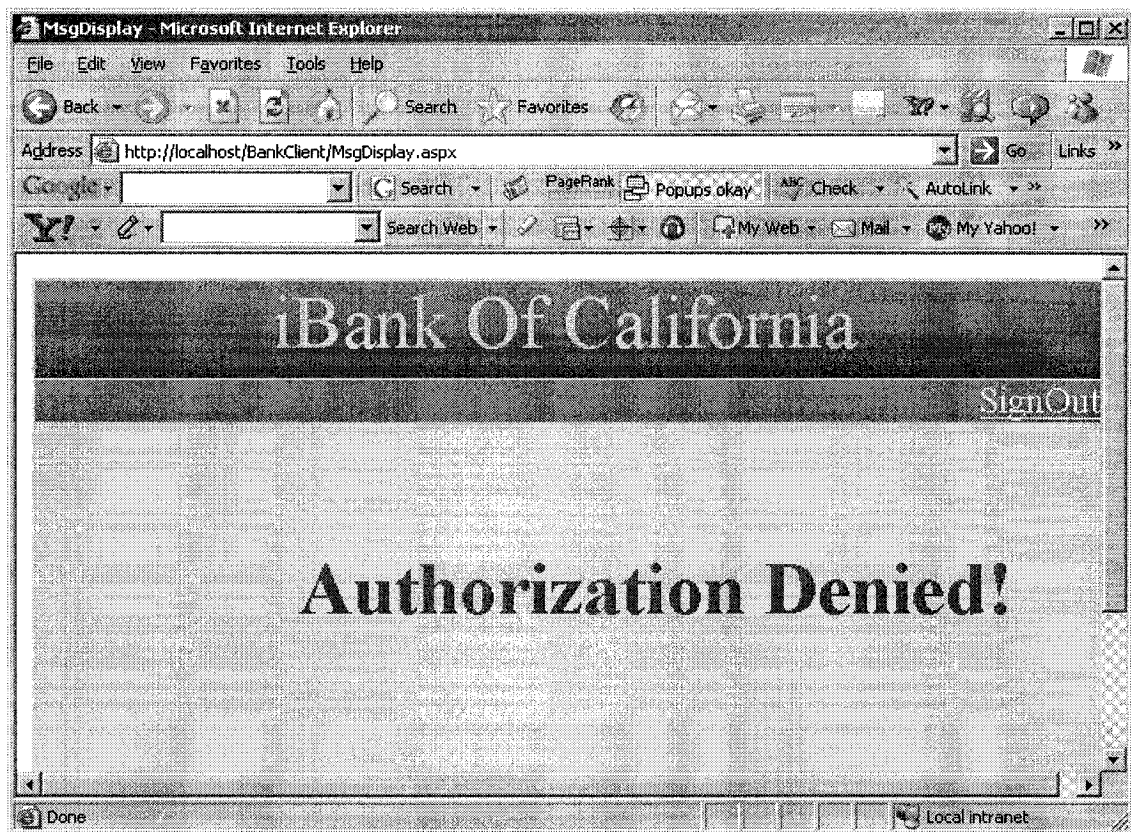 MsgDisplay - Microsoft Internet Explorer
File Edit View Favorites Tools Help
Back Search Favorites
Address http://localhost/BankClient/MsgDisplay.aspx Go Links »
Google Search PageRank Popups okay ABC Check AutoLink »
Y! Search Web My Web Mail My Yahoo! »
iBank Of California
SignOut
Authorization Denied!
Done Local intranet